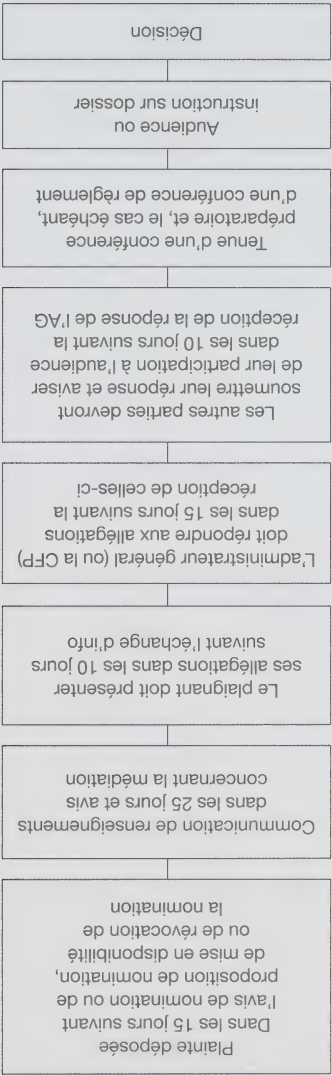 Plainte déposée
Dans les 15 jours suivant
l'avis de nomination ou de
proposition de nomination,
de mise en disponibilité
ou de révocation de
la nomination
Communication de renseignements
dans les 25 jours et avis
concernant la médiation
Le plaignant doit présenter
ses allégations dans les 10 jours
suivant l'échange d'info
L'administrateur général (ou la CFP)
doit répondre aux allégations
dans les 15 jours suivant la
réception de celles-ci
Les autres parties devront
soumettre leur réponse et aviser
de leur participation à l'audience
dans les 10 jours suivant la
réception de la réponse de l'AG
Tenue d'une conférence
préparatoire et, le cas échéant,
d'une conférence de règlement
Audience ou
instruction sur dossier
Décision